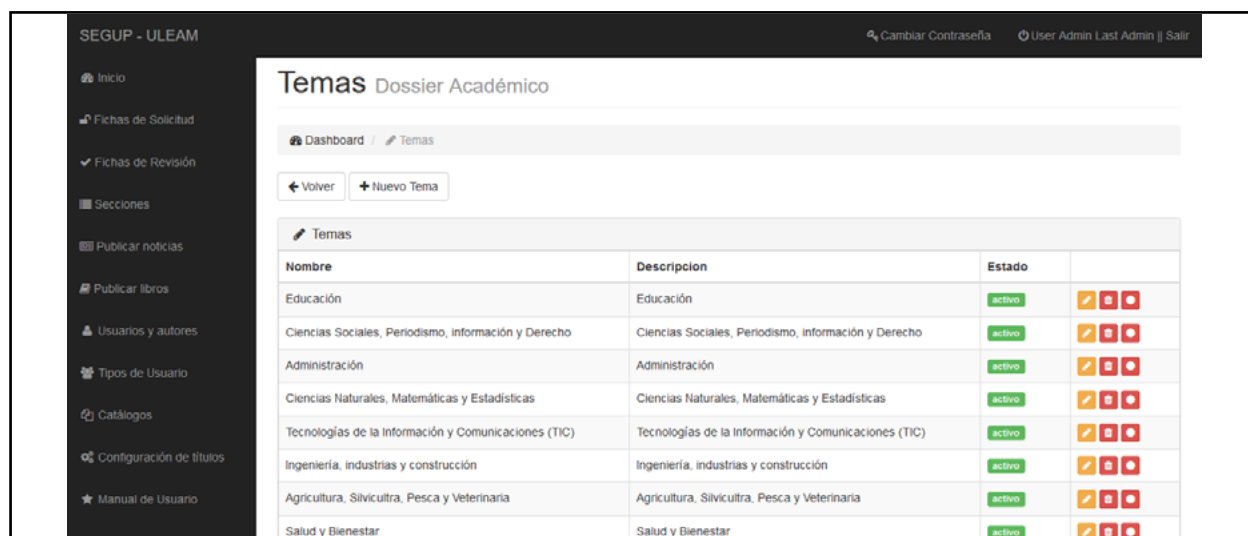 SEGUP - ULEAM
Cambiar Contraseña
User Admin Last Admin || Salir
Inicio
Fichas de Solicitud
Fichas de Revisión
Secciones
Publicar noticias
Publicar libros
Usuarios y autores
Tipos de Usuario
Catálogos
Configuración de títulos
Manual de Usuario
Temas Dossier Académico
Dashboard / Temas
Volver
Nuevo Tema
Temas
Nombre Descripcion Estado
Educación Educación activo
Ciencias Sociales, Periodismo, información y Derecho Ciencias Sociales, Periodismo, información y Derecho activo
Administración Administración activo
Ciencias Naturales, Matemáticas y Estadísticas Ciencias Naturales, Matemáticas y Estadísticas activo
Tecnologías de la Información y Comunicaciones (TIC) Tecnologías de la Información y Comunicaciones (TIC) activo
Ingeniería, industrias y construcción Ingeniería, industrias y construcción activo
Agricultura, Silvicultra, Pesca y Veterinaria Agricultura, Silvicultra, Pesca y Veterinaria activo
Salud y Bienestar Salud y Bienestar activo